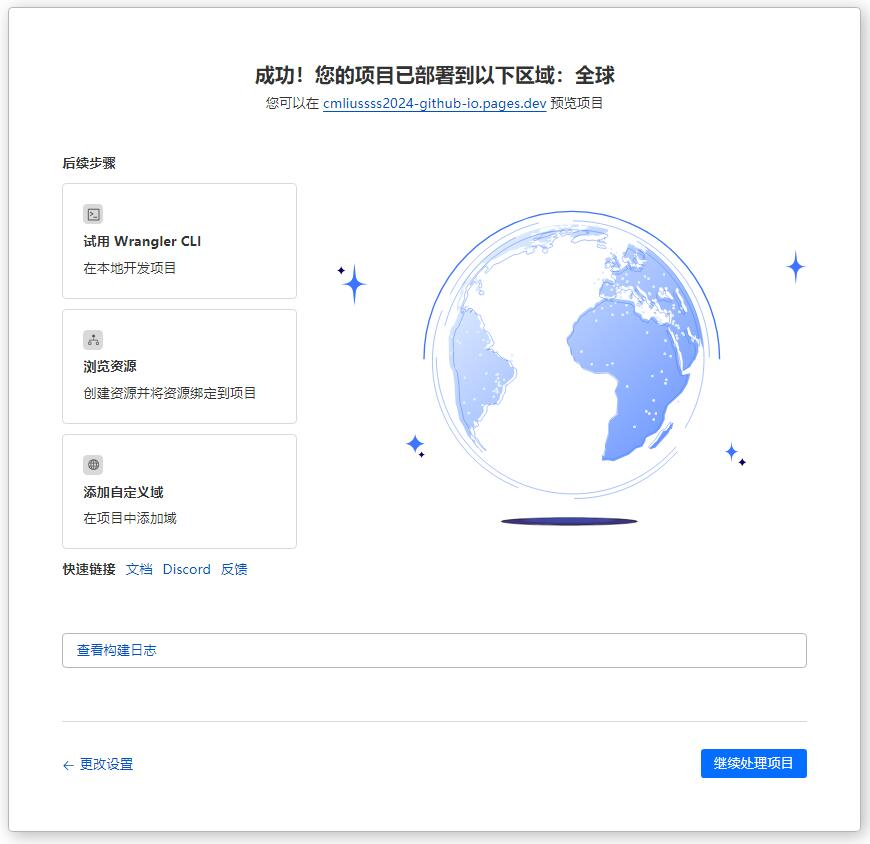 成功！您的项目已部署到以下区域：全球
您可以在 cmliussss2024-github-io.pages.dev 预览项目
后续步骤
试用 Wrangler CLI
在本地开发项目
浏览资源
创建资源并将资源绑定到项目
添加自定义域
在项目中添加域
快速链接 文档 Discord 反馈
查看构建日志
← 更改设置
继续处理项目